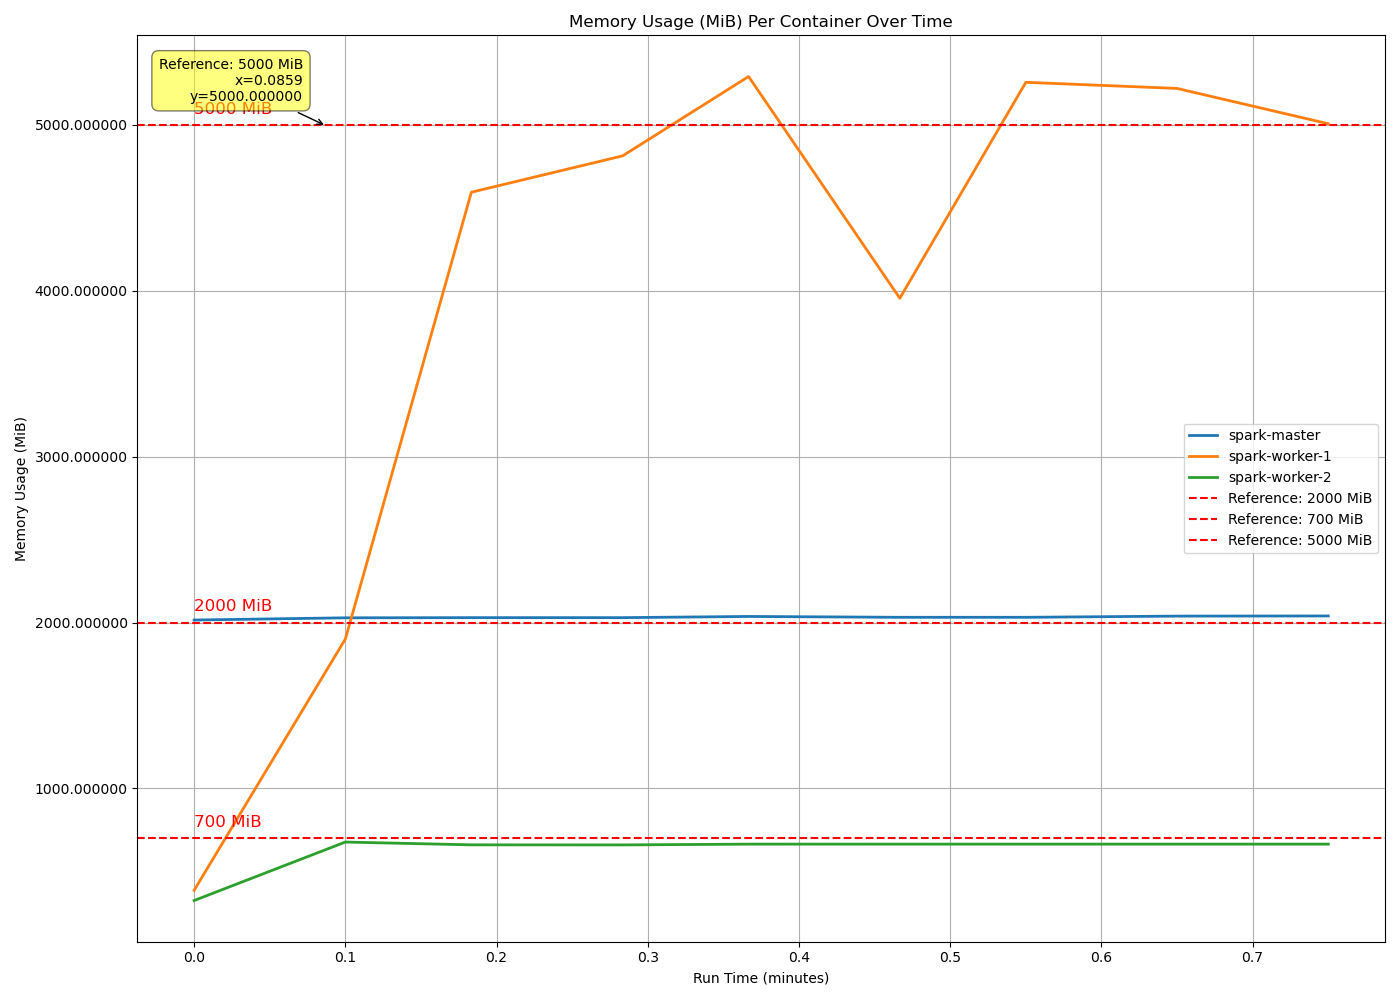 Memory Usage (MiB) Per Container Over Time
Reference: 5000 MiB
x=0.0859
y=5000.000000
5000 MiB
5000.000000
4000.000000
3000.000000
2000.000000
1000.000000
Memory Usage (MiB)
2000 MiB
700 MiB
spark-master
spark-worker-1
spark-worker-2
Reference: 2000 MiB
Reference: 700 MiB
Reference: 5000 MiB
0.0 0.1 0.2 0.3 0.4 0.5 0.6 0.7
Run Time (minutes)